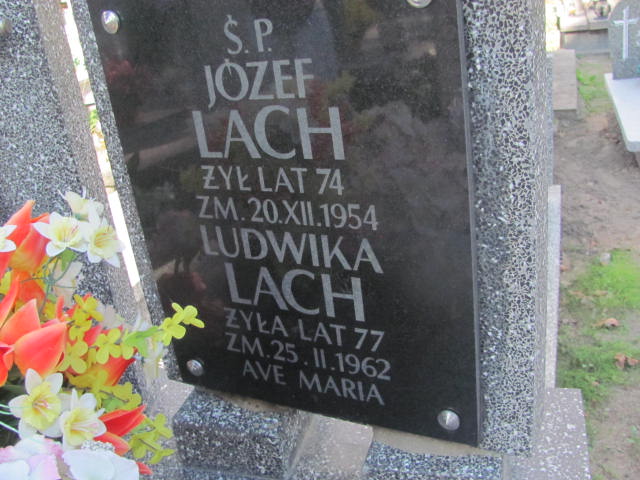 Ś.P.
JÓZEF
LACH
ŻYŁ LAT 74
ZM. 20.XII.1954
LUDWIKA
LACH
ŻYŁA LAT 77
ZM. 25. II. 1962
AVE MARIA